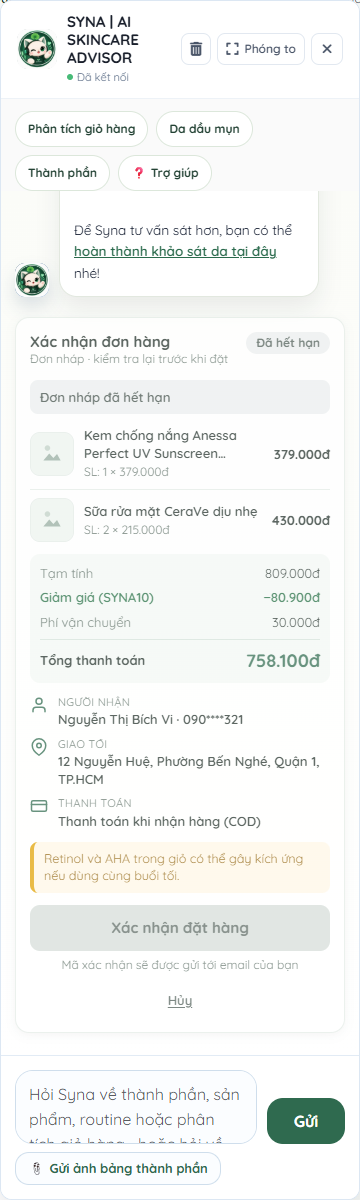 SYNA | AI
SKINCARE
ADVISOR
Đã kết nối
Phóng to
Phân tích giỏ hàng
Da dầu mụn
Thành phần
Trợ giúp
Để Syna tư vấn sát hơn, bạn có thể
hoàn thành khảo sát da tại đây
nhé!
Xác nhận đơn hàng
Đã hết hạn
Đơn nháp · kiểm tra lại trước khi đặt
Đơn nháp đã hết hạn
Kem chống nắng Anessa
Perfect UV Sunscreen...
379.000đ
SL: 1 × 379.000đ
Sữa rửa mặt CeraVe dịu nhẹ
430.000đ
SL: 2 × 215.000đ
Tạm tính 809.000đ
Giảm giá (SYNA10) −80.900đ
Phí vận chuyển 30.000đ
Tổng thanh toán 758.100đ
NGƯỜI NHẬN
Nguyễn Thị Bích Vi · 090****321
GIAO TỚI
12 Nguyễn Huệ, Phường Bến Nghé, Quận 1,
TP.HCM
THANH TOÁN
Thanh toán khi nhận hàng (COD)
Retinol và AHA trong giỏ có thể gây kích ứng
nếu dùng cùng buổi tối.
Xác nhận đặt hàng
Mã xác nhận sẽ được gửi tới email của bạn
Hủy
Hỏi Syna về thành phần, sản
phẩm, routine hoặc phân
tích giỏ hàng, hoặc hỏi về
Gửi
Gửi ảnh bảng thành phần